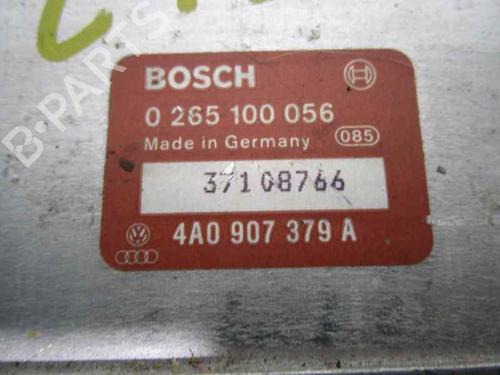 B-PARTS
BOSCH
0 265 100 056
Made in Germany 085
37108766
4A0 907 379 A